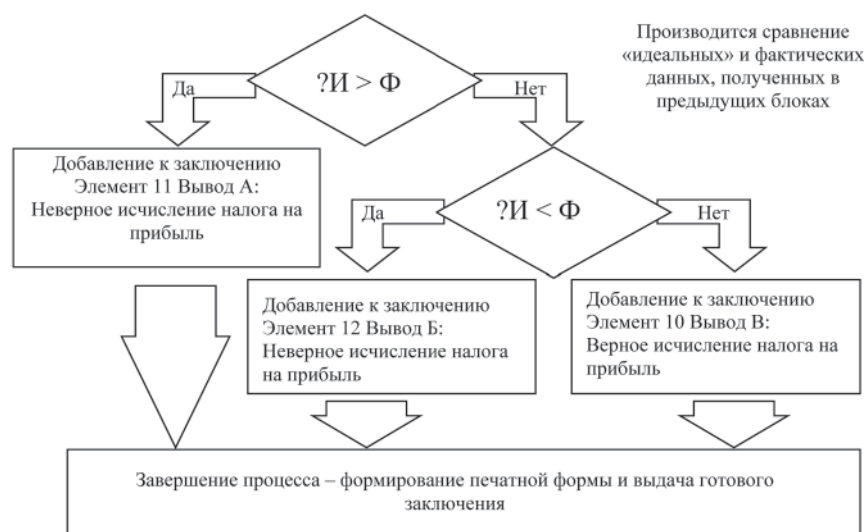 Производится сравнение
«идеальных» и фактических
данных, полученных в
предыдущих блоках
?И > Ф
Да
Нет
Добавление к заключению
Элемент 11 Вывод А:
Неверное исчисление налога на
прибыль
?И < Ф
Да
Нет
Добавление к заключению
Элемент 12 Вывод Б:
Неверное исчисление налога
на прибыль
Добавление к заключению
Элемент 10 Вывод В:
Верное исчисление налога на
прибыль
Завершение процесса – формирование печатной формы и выдача готового
заключения